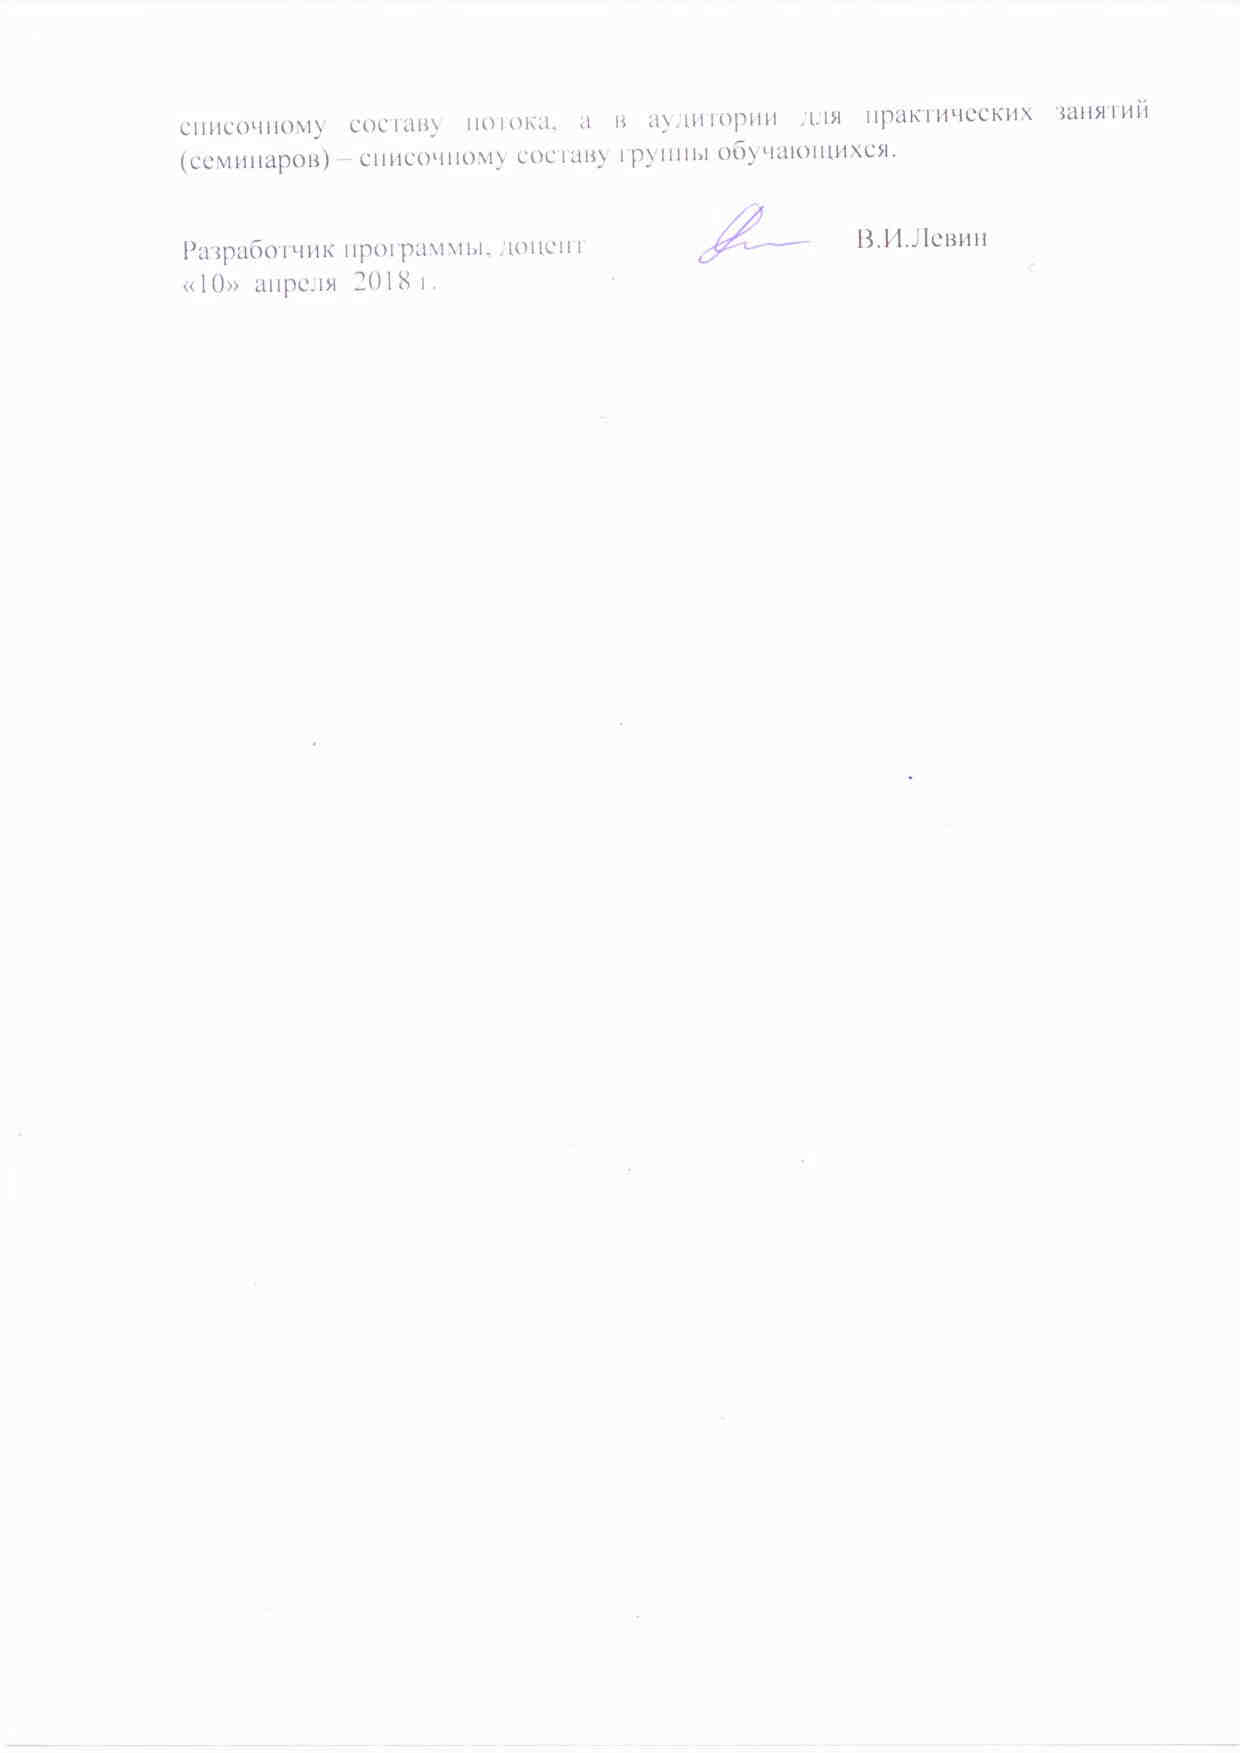 списочному составу потока, а в аудитории для практических занятий
(семинаров) – списочному составу группы обучающихся.
Разработчик программы, доцент В.И.Левин
«10» апреля 2018 г.